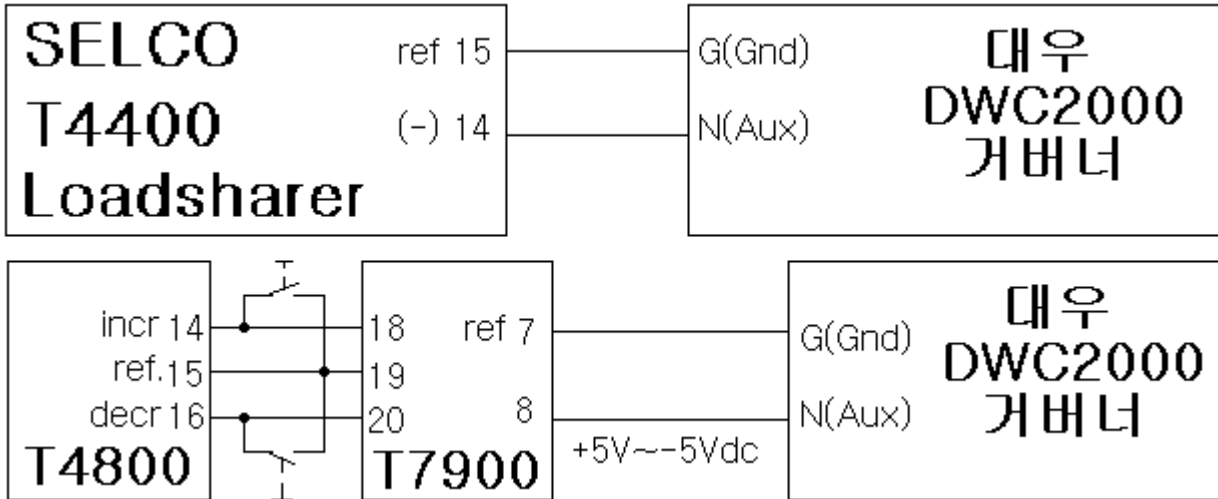 SELCO
T4400
Loadsharer
ref 15
(-) 14
G(Gnd)
N(Aux)
대우
DWC2000
거버너
incr 14
ref.15
decr 16
T4800
18
19
20
ref 7
8
T7900
+5V~-5Vdc
G(Gnd)
N(Aux)
대우
DWC2000
거버너